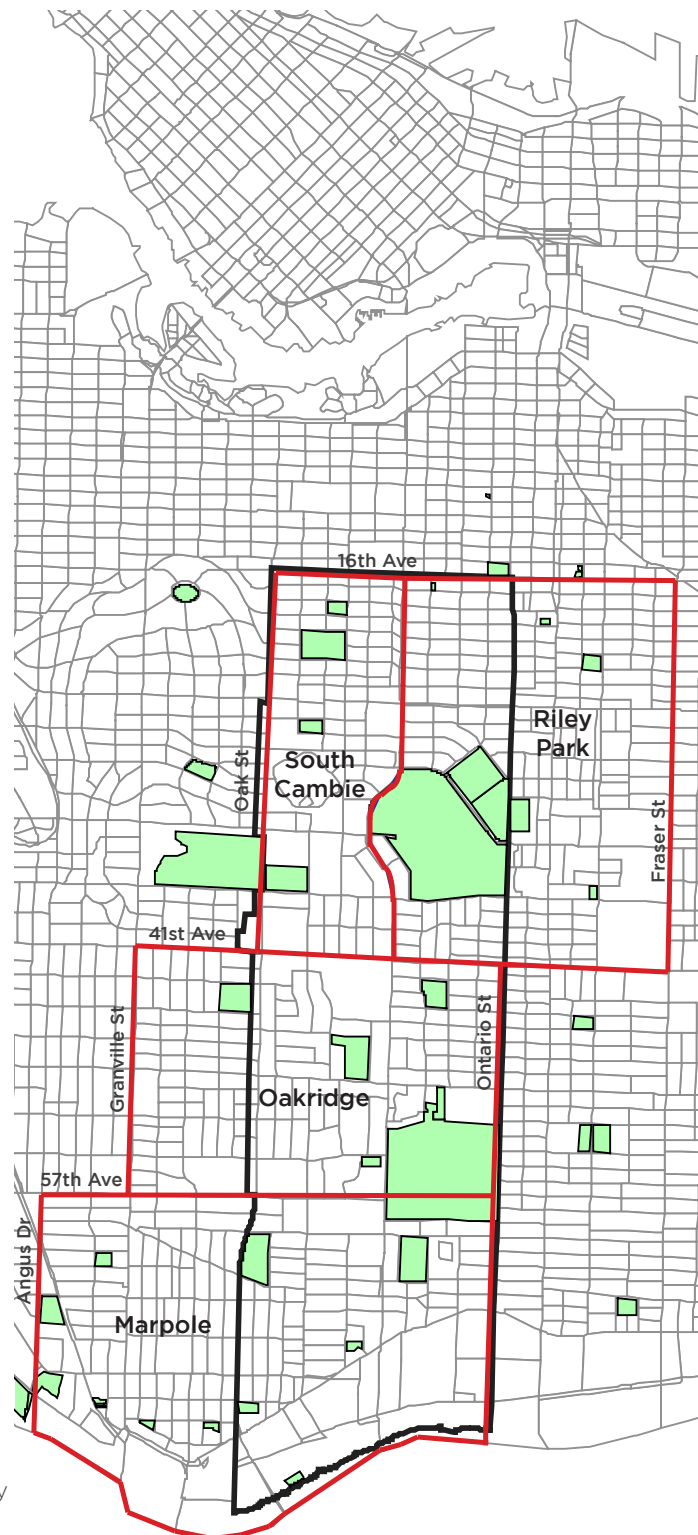 16th Ave
Riley
Park
South
Cambie
Oak St
Fraser St
41st Ave
Granville St
Ontario St
Oakridge
57th Ave
Angus Dr
Marpole
y